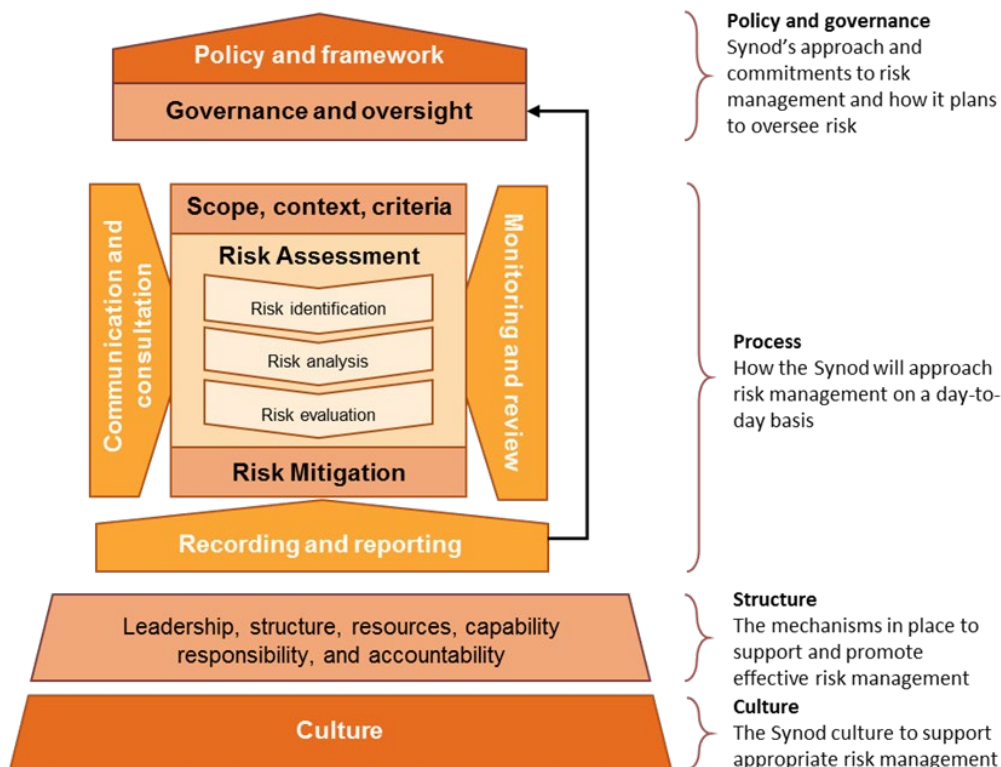 Policy and framework
Governance and oversight
Policy and governance
Synod's approach and
commitments to risk
management and how it plans
to oversee risk
Communication and
consultation
Scope, context, criteria
Risk Assessment
Risk identification
Risk analysis
Risk evaluation
Risk Mitigation
Monitoring and review
Recording and reporting
Process
How the Synod will approach
risk management on a day-to-
day basis
Leadership, structure, resources, capability
responsibility, and accountability
Structure
The mechanisms in place to
support and promote
effective risk management
Culture
Culture
The Synod culture to support
appropriate risk management